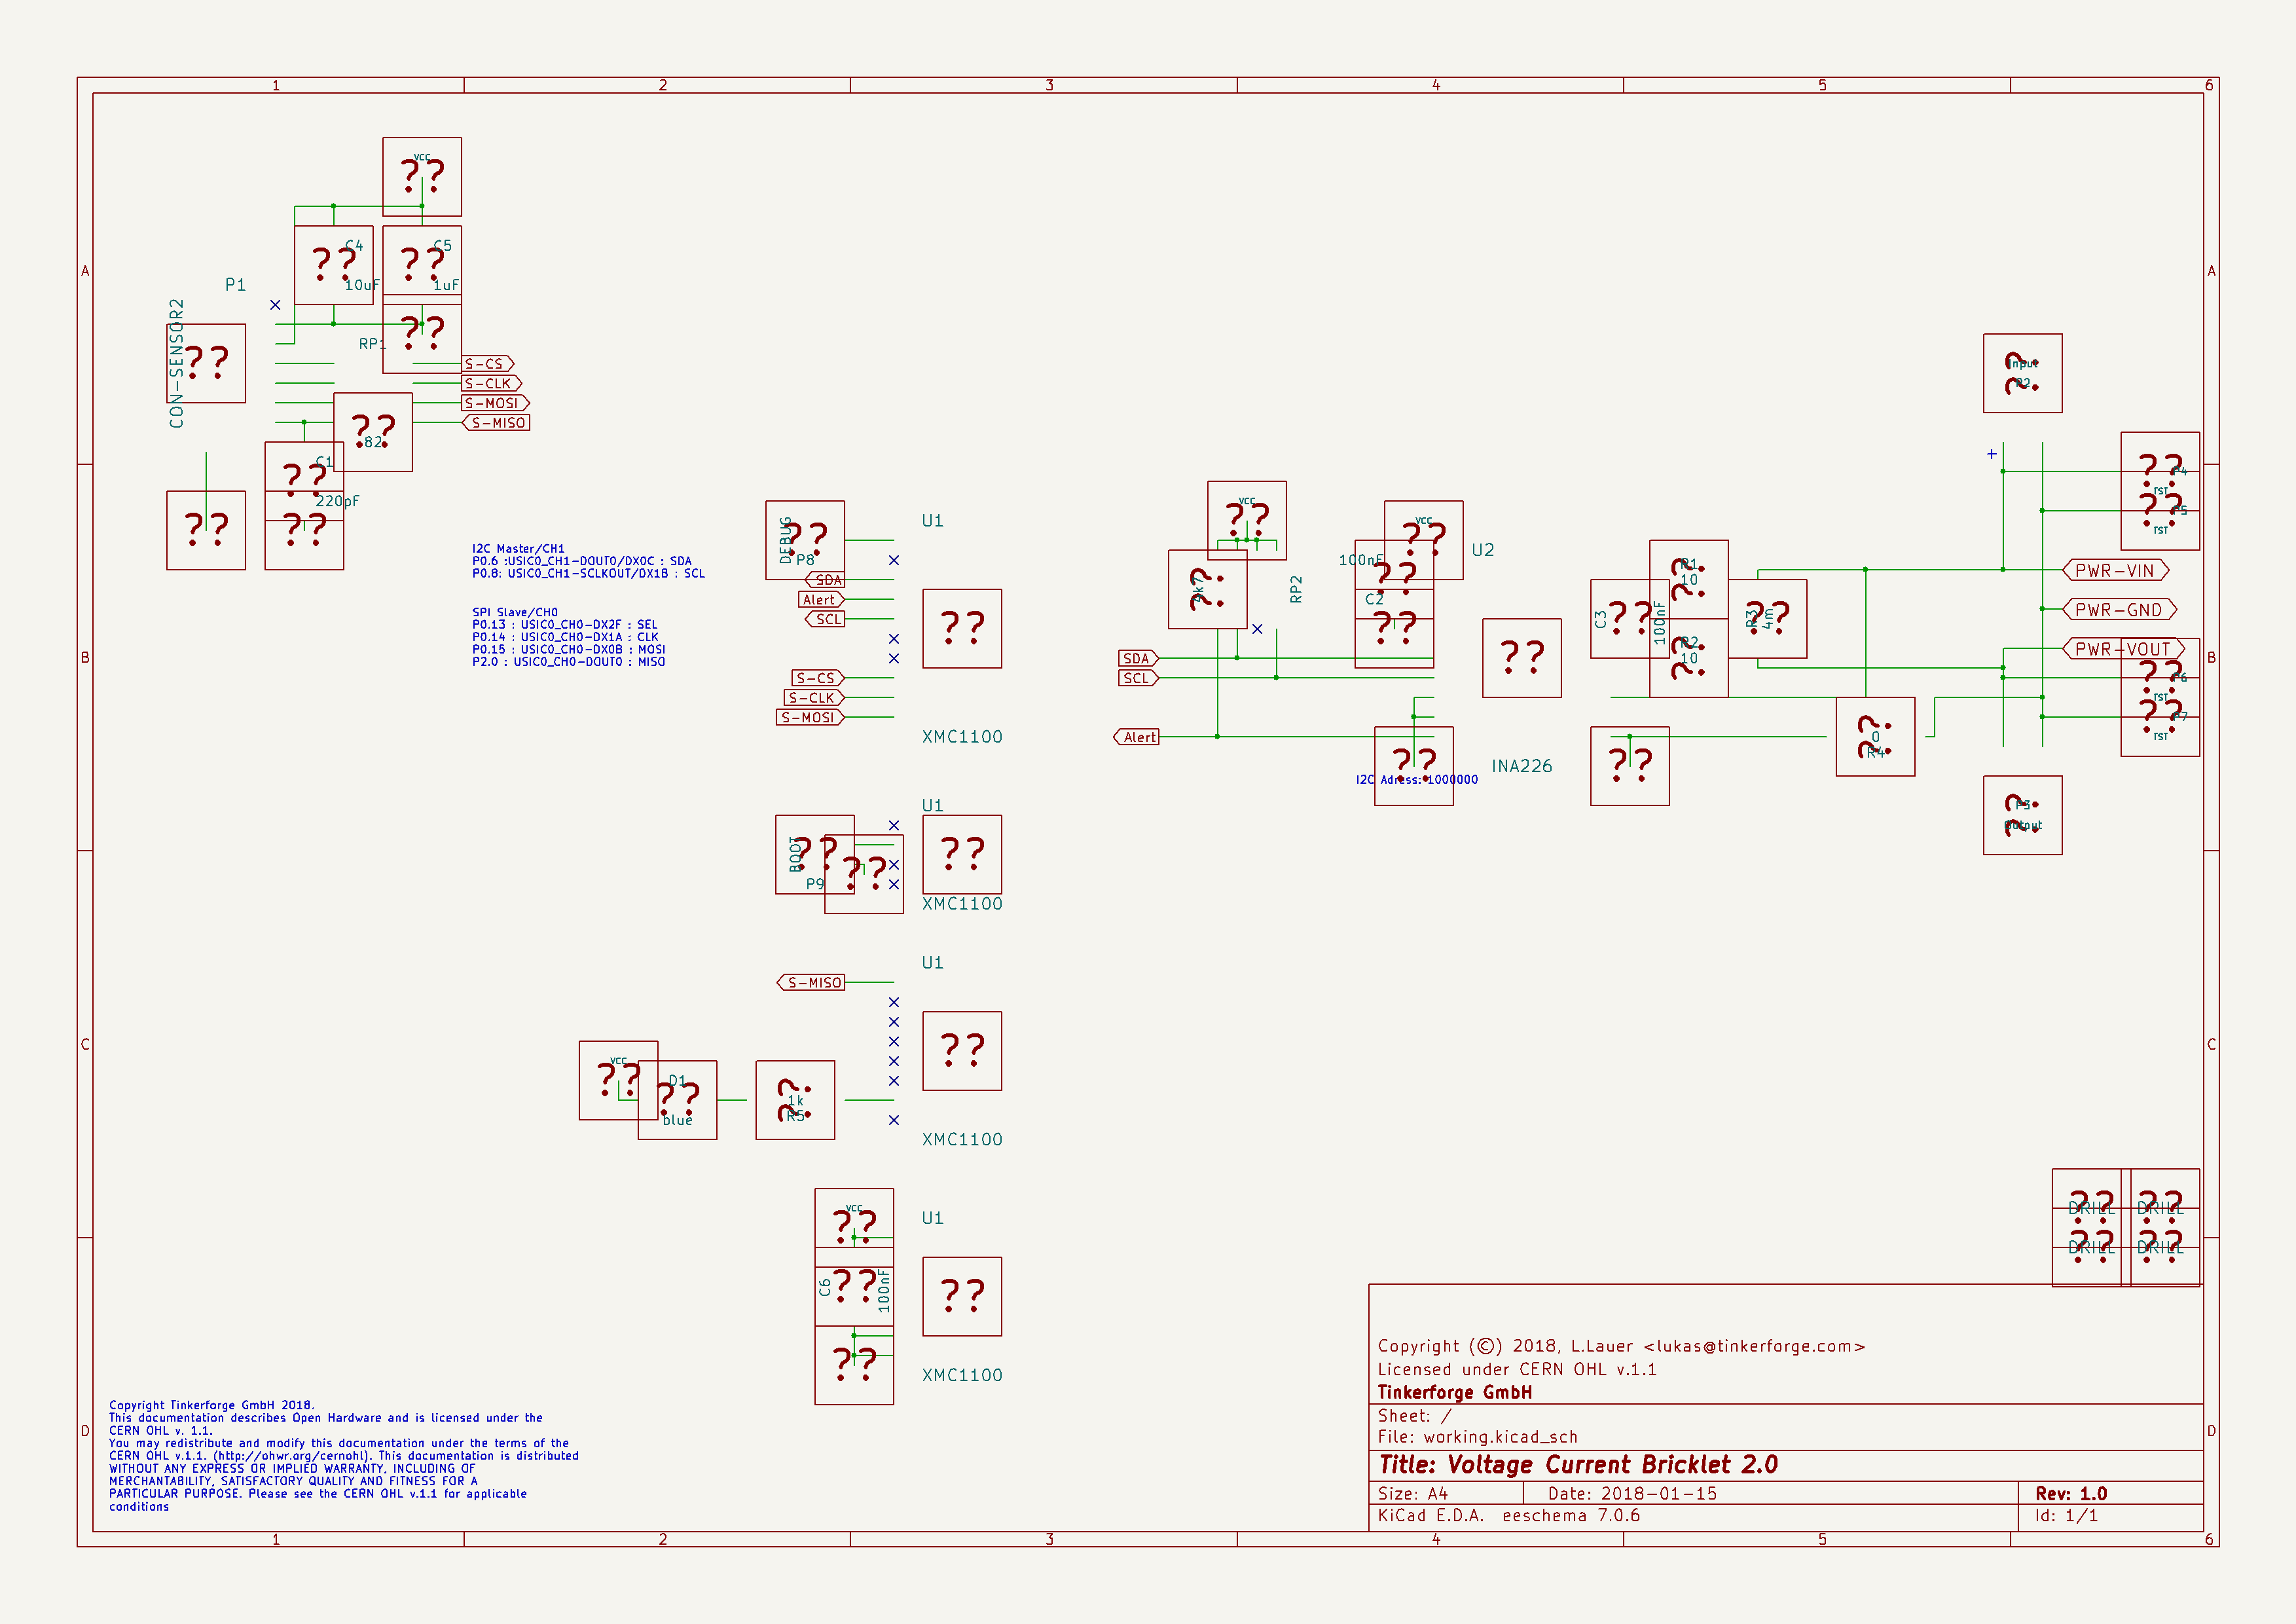 1 2 3 4 5 6
A A
B B
C C
D D
1 2 3 4 5 6
VCC
??
C4
??
10uF
C5
??
1uF
P1
CON-SENSOR2
??
??
RP1
S-CS
S-CLK
S-MOSI
S-MISO
??
82
C1
??
220pF
??
??
I2C Master/CH1
P0.6 :USIC0_CH1-DOUT0/DX0C : SDA
P0.8: USIC0_CH1-SCLKOUT/DX1B : SCL
SPI Slave/CH0
P0.13 : USIC0_CH0-DX2F : SEL
P0.14 : USIC0_CH0-DX1A : CLK
P0.15 : USIC0_CH0-DX0B : MOSI
P2.0 : USIC0_CH0-DOUT0 : MISO
DEBUG
??
P8
SDA
Alert
SCL
S-CS
S-CLK
S-MOSI
U1
??
XMC1100
BOOT
??
P9
??
U1
??
XMC1100
S-MISO
U1
??
XMC1100
VCC
??
D1
??
blue
??
1k
R5
VCC
??
C6
??
100nF
??
U1
??
XMC1100
VCC
??
4k7
??
RP2
SDA
SCL
Alert
VCC
??
100nF
??
C2
??
U2
??
INA226
??
I2C Adress: 1000000
C3
??
100nF
R1
10
??
R2
10
??
R3
4m
??
??
??
0
R4
Input
P2
??
+
??
P4
TST
??
P5
TST
PWR-VIN
PWR-GND
PWR-VOUT
??
P6
TST
??
P7
TST
P3
Output
??
??
DRILL
??
DRILL
??
DRILL
??
DRILL
Copyright (©) 2018, L.Lauer <lukas@tinkerforge.com>
Licensed under CERN OHL v.1.1
Tinkerforge GmbH
Sheet: /
File: working.kicad_sch
Title: Voltage Current Bricklet 2.0
Size: A4 Date: 2018-01-15 Rev: 1.0
KiCad E.D.A. eeschema 7.0.6 Id: 1/1
Copyright Tinkerforge GmbH 2018.
This documentation describes Open Hardware and is licensed under the
CERN OHL v. 1.1.
You may redistribute and modify this documentation under the terms of the
CERN OHL v.1.1. (http://ohwr.org/cernohl). This documentation is distributed
WITHOUT ANY EXPRESS OR IMPLIED WARRANTY, INCLUDING OF
MERCHANTABILITY, SATISFACTORY QUALITY AND FITNESS FOR A
PARTICULAR PURPOSE. Please see the CERN OHL v.1.1 for applicable
conditions